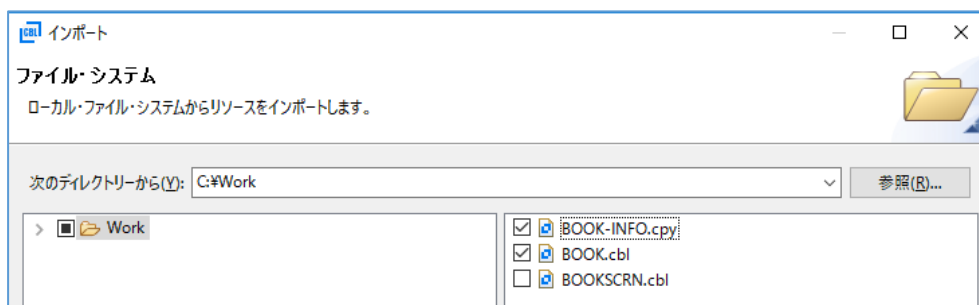 CBL インポート
ファイル・システム
ローカル・ファイル・システムからリソースをインポートします。
次のディレクトリーから(Y): C:¥Work 参照(R)...
Work
BOOK-INFO.cpy
BOOK.cbl
BOOKSCRN.cbl